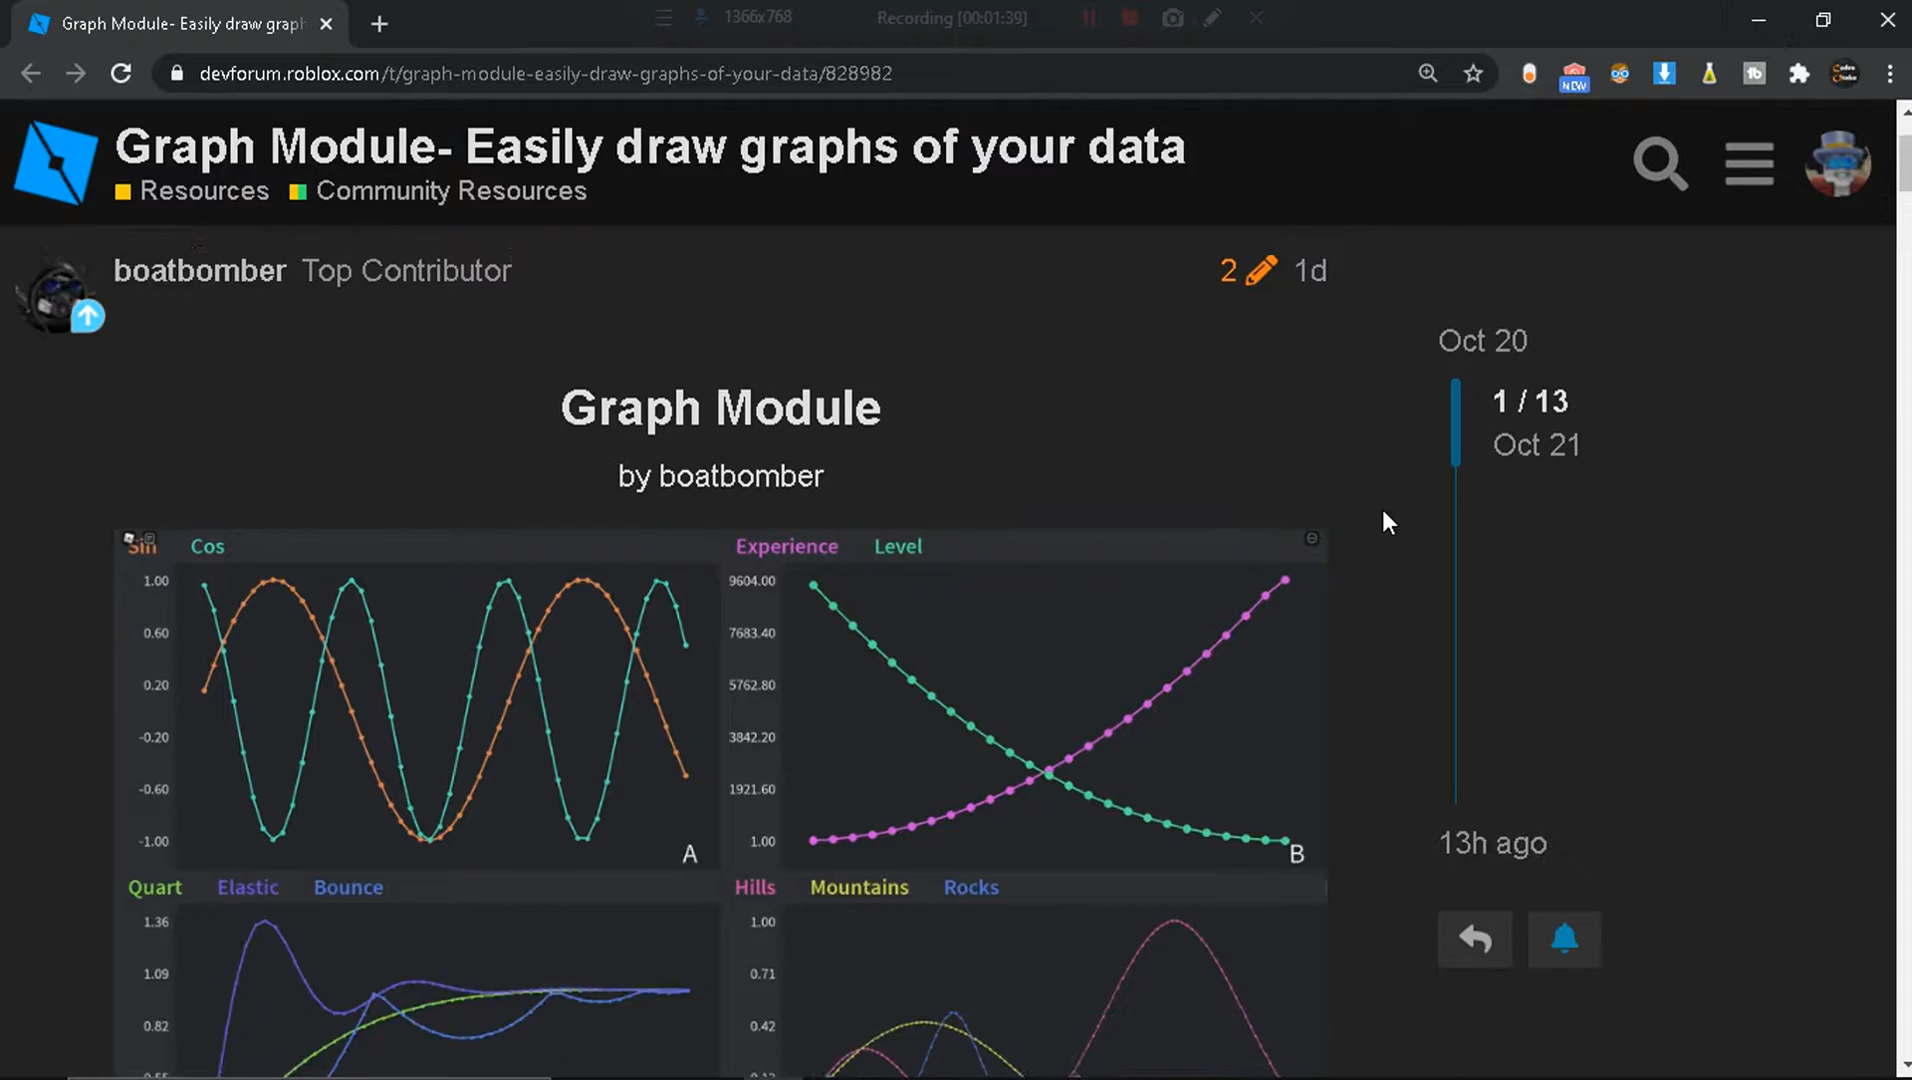 Graph Module- Easily draw graph
1366x768
Recording [00:01:39]
devforum.roblox.com/t/graph-module-easily-draw-graphs-of-your-data/828982
NEW
Graph Module- Easily draw graphs of your data
Resources
Community Resources
boatbomber Top Contributor
2
1d
Oct 20
1 / 13
Oct 21
13h ago
Graph Module
by boatbomber
Sin Cos
1.00
0.60
0.20
-0.20
-0.60
-1.00
A
Experience Level
9604.00
7683.40
5762.80
3842.20
1921.60
1.00
B
Quart Elastic Bounce
1.36
1.09
0.82
Hills Mountains Rocks
1.00
0.71
0.42